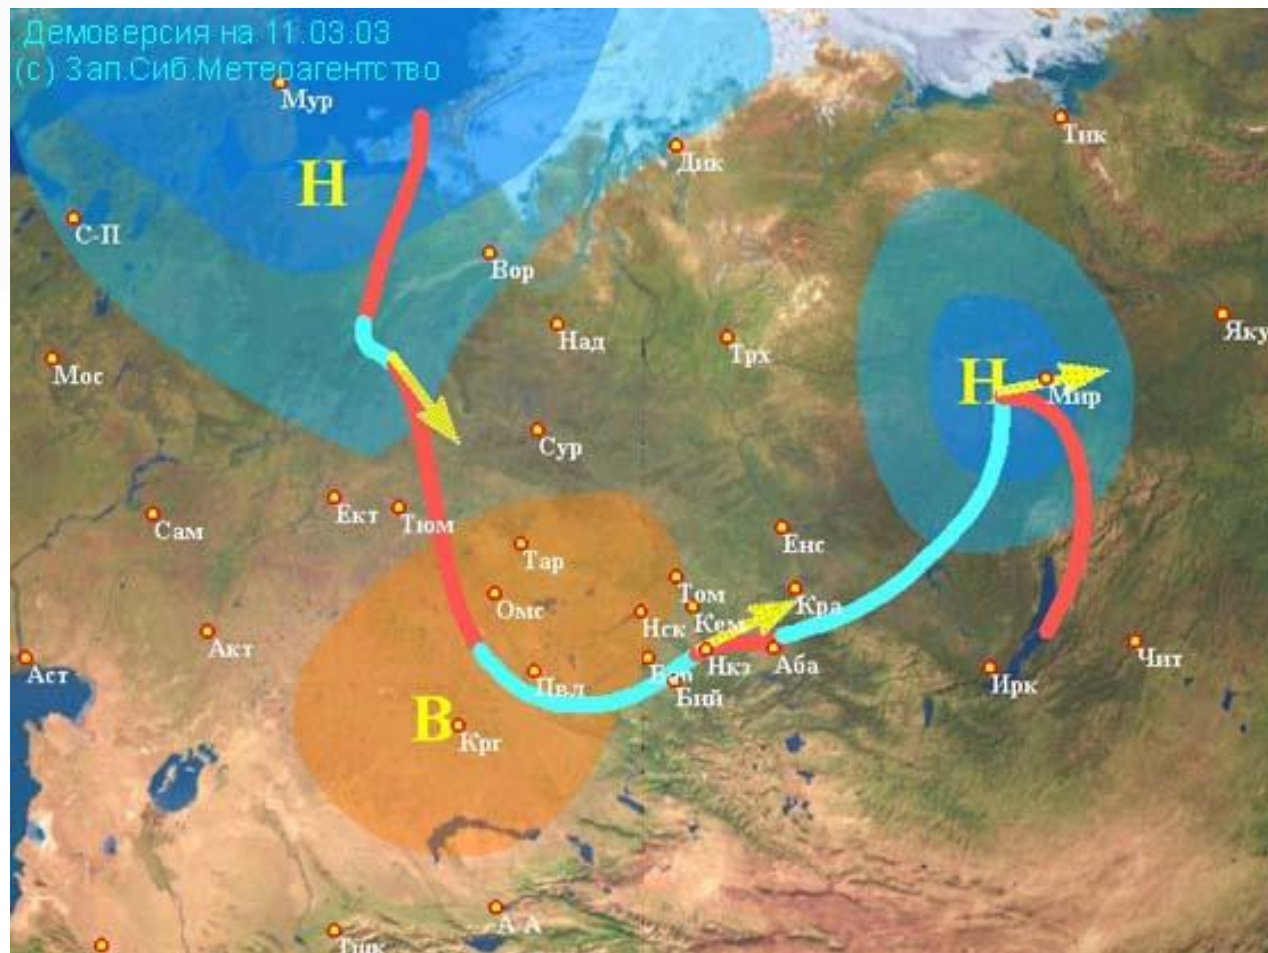 Демоверсия на 11.03.03
(с) Зап.Сиб.Метерагентство
Мур
Тик
Дик
Н
С-П
Вор
Над
Яку
Трх
Мос
Н
Мир
Сур
Ект
Тюм
Сам
Енс
Тар
Том
Омс
Кра
Нск
Кем
Акт
Чит
Нкз
Аба
Аст
Ирк
Пвл
Бий
В
Крг
А-А